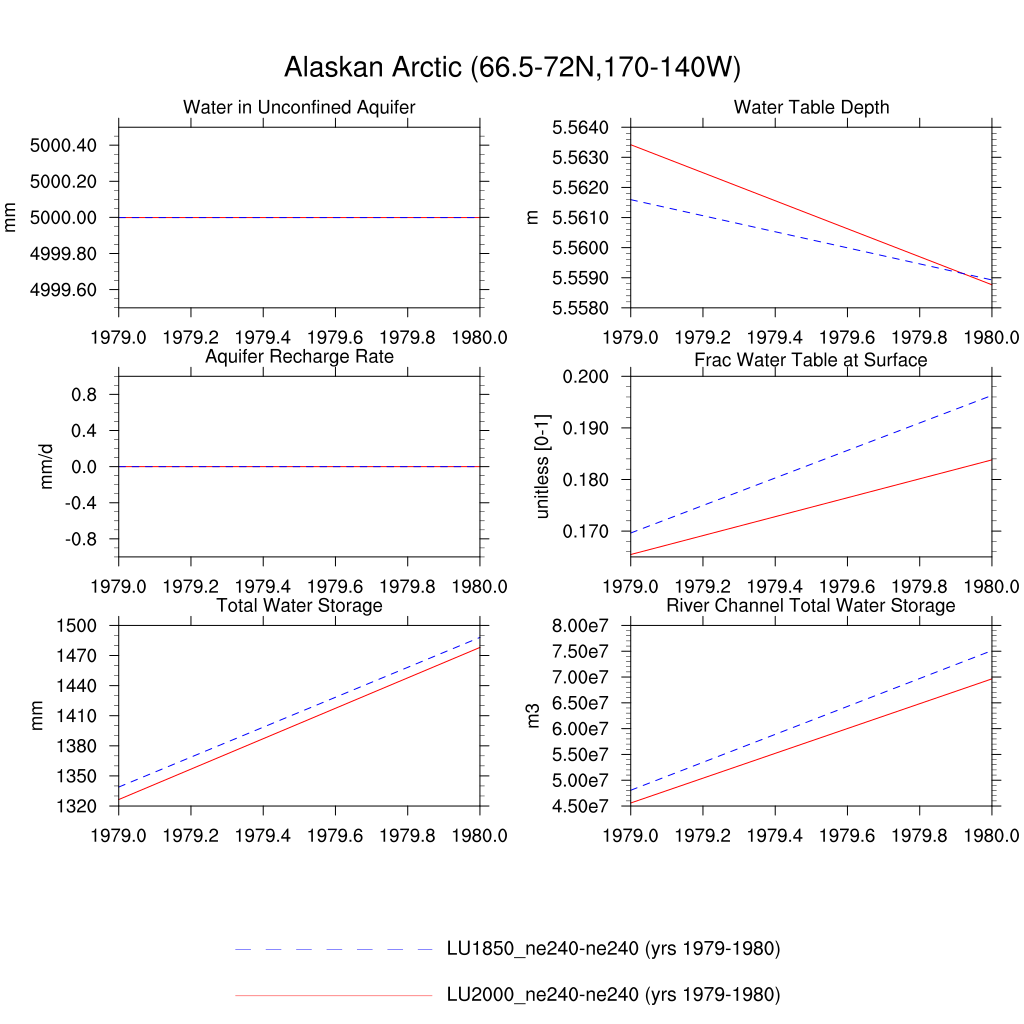 Alaskan Arctic (66.5-72N,170-140W)
Water in Unconfined Aquifer
mm
5000.40
5000.20
5000.00
4999.80
4999.60
1979.0 1979.2 1979.4 1979.6 1979.8 1980.0
Water Table Depth
m
5.5640
5.5630
5.5620
5.5610
5.5600
5.5590
5.5580
1979.0 1979.2 1979.4 1979.6 1979.8 1980.0
Aquifer Recharge Rate
mm/d
0.8
0.4
0.0
-0.4
-0.8
1979.0 1979.2 1979.4 1979.6 1979.8 1980.0
Frac Water Table at Surface
unitless [0-1]
0.200
0.190
0.180
0.170
1979.0 1979.2 1979.4 1979.6 1979.8 1980.0
Total Water Storage
mm
1500
1470
1440
1410
1380
1350
1320
1979.0 1979.2 1979.4 1979.6 1979.8 1980.0
River Channel Total Water Storage
m3
8.00e7
7.50e7
7.00e7
6.50e7
6.00e7
5.50e7
5.00e7
4.50e7
1979.0 1979.2 1979.4 1979.6 1979.8 1980.0
LU1850_ne240-ne240 (yrs 1979-1980)
LU2000_ne240-ne240 (yrs 1979-1980)